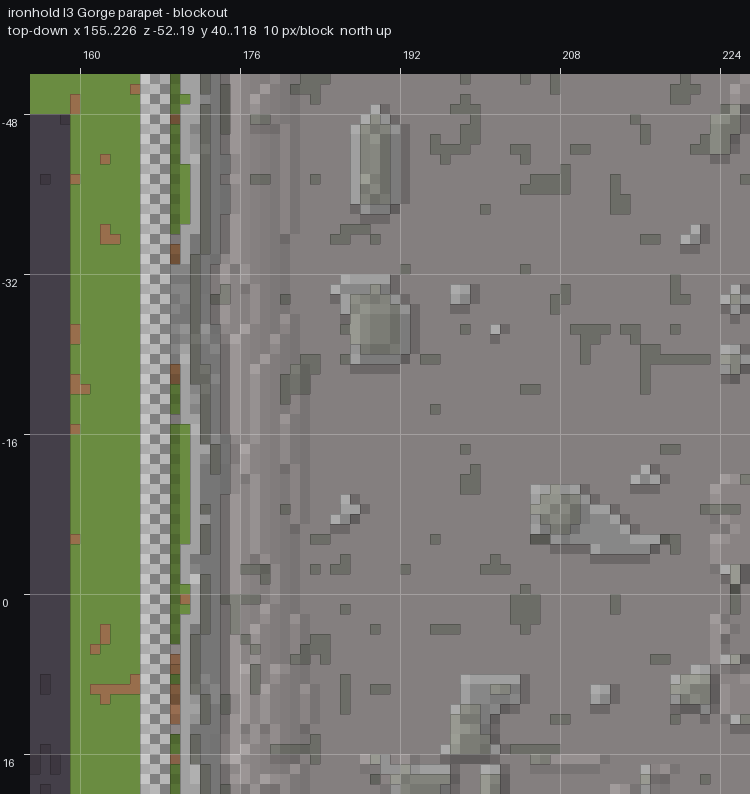 ironhold l3 Gorge parapet - blockout
top-down  x 155..226  z -52..19  y 40..118  10 px/block  north up
160 176 192 208 224
-48
-32
-16
0
16